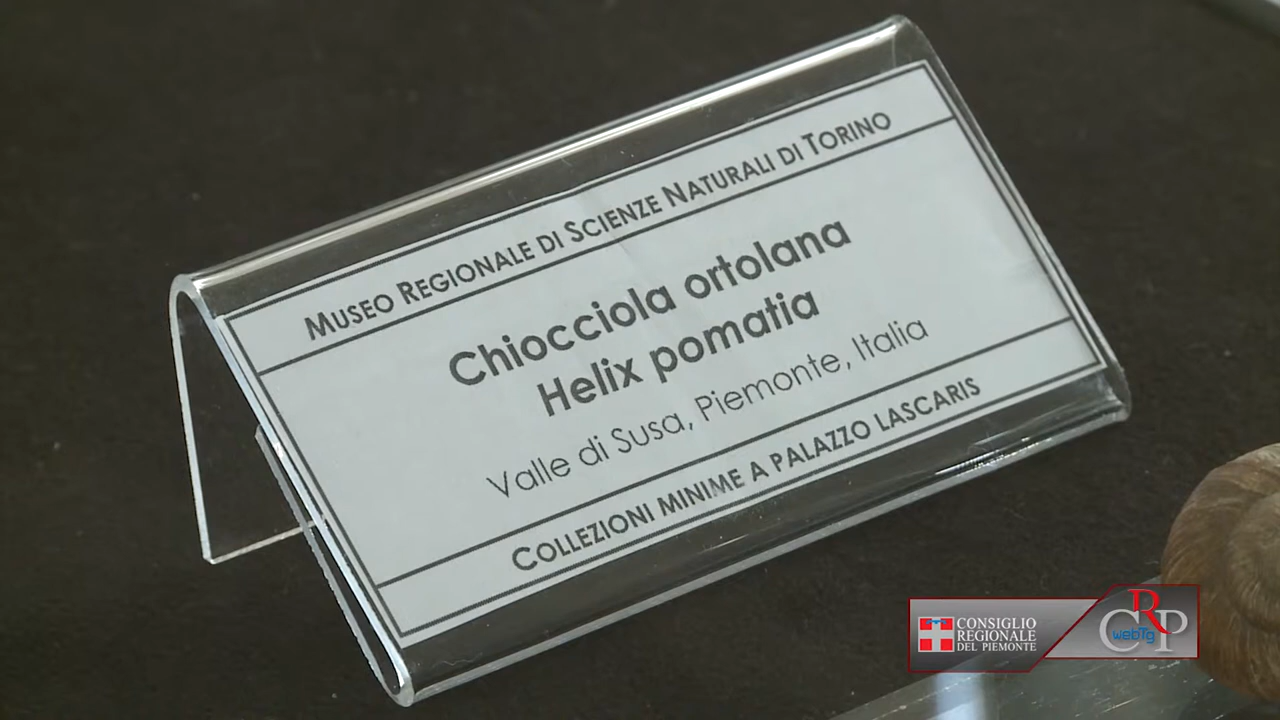 MUSEO REGIONALE DI SCIENZE NATURALI DI TORINO
Chiocciola ortolana
Helix pomatia
Valle di Susa, Piemonte, Italia
COLLEZIONI MINIME A PALAZZO LASCARIS
CONSIGLIO
REGIONALE
DEL PIEMONTE
CRP
webTg